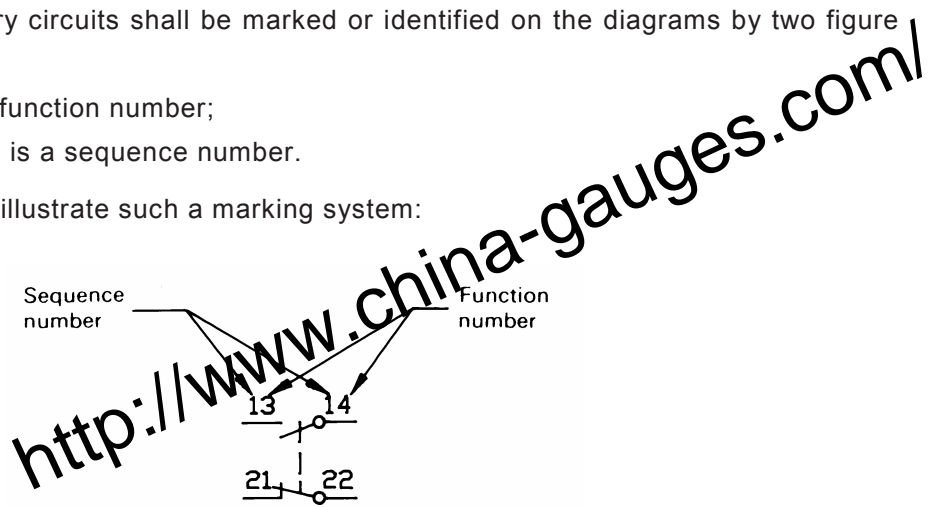 ry circuits shall be marked or identified on the diagrams by two figure
function number;
is a sequence number.
illustrate such a marking system:
Sequence number
Function number
13 14
21 22
http://www.china-gauges.com/